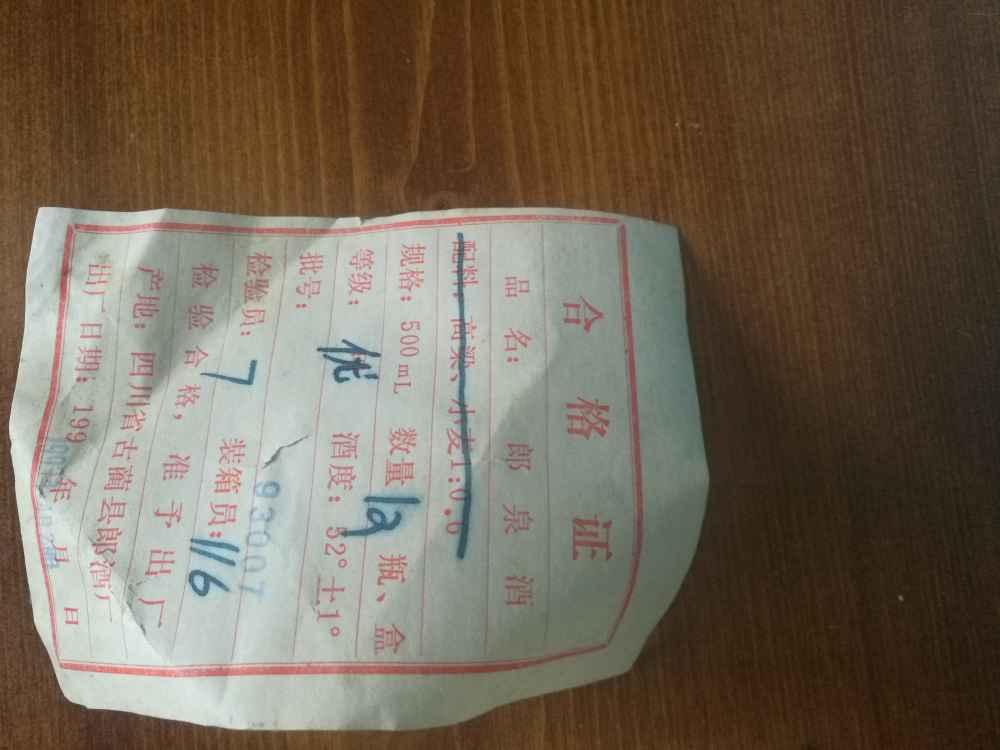 合格证
品名：郎泉酒
配料：高粱、小麦1:0.6
规格：500mL 数量12瓶、盒
等级：优 酒度：52°±1°
批号：93007
检验员：7 装箱员：116
检验合格，准予出厂
产地：四川省古蔺县郎酒厂
出厂日期：199 年 月 日